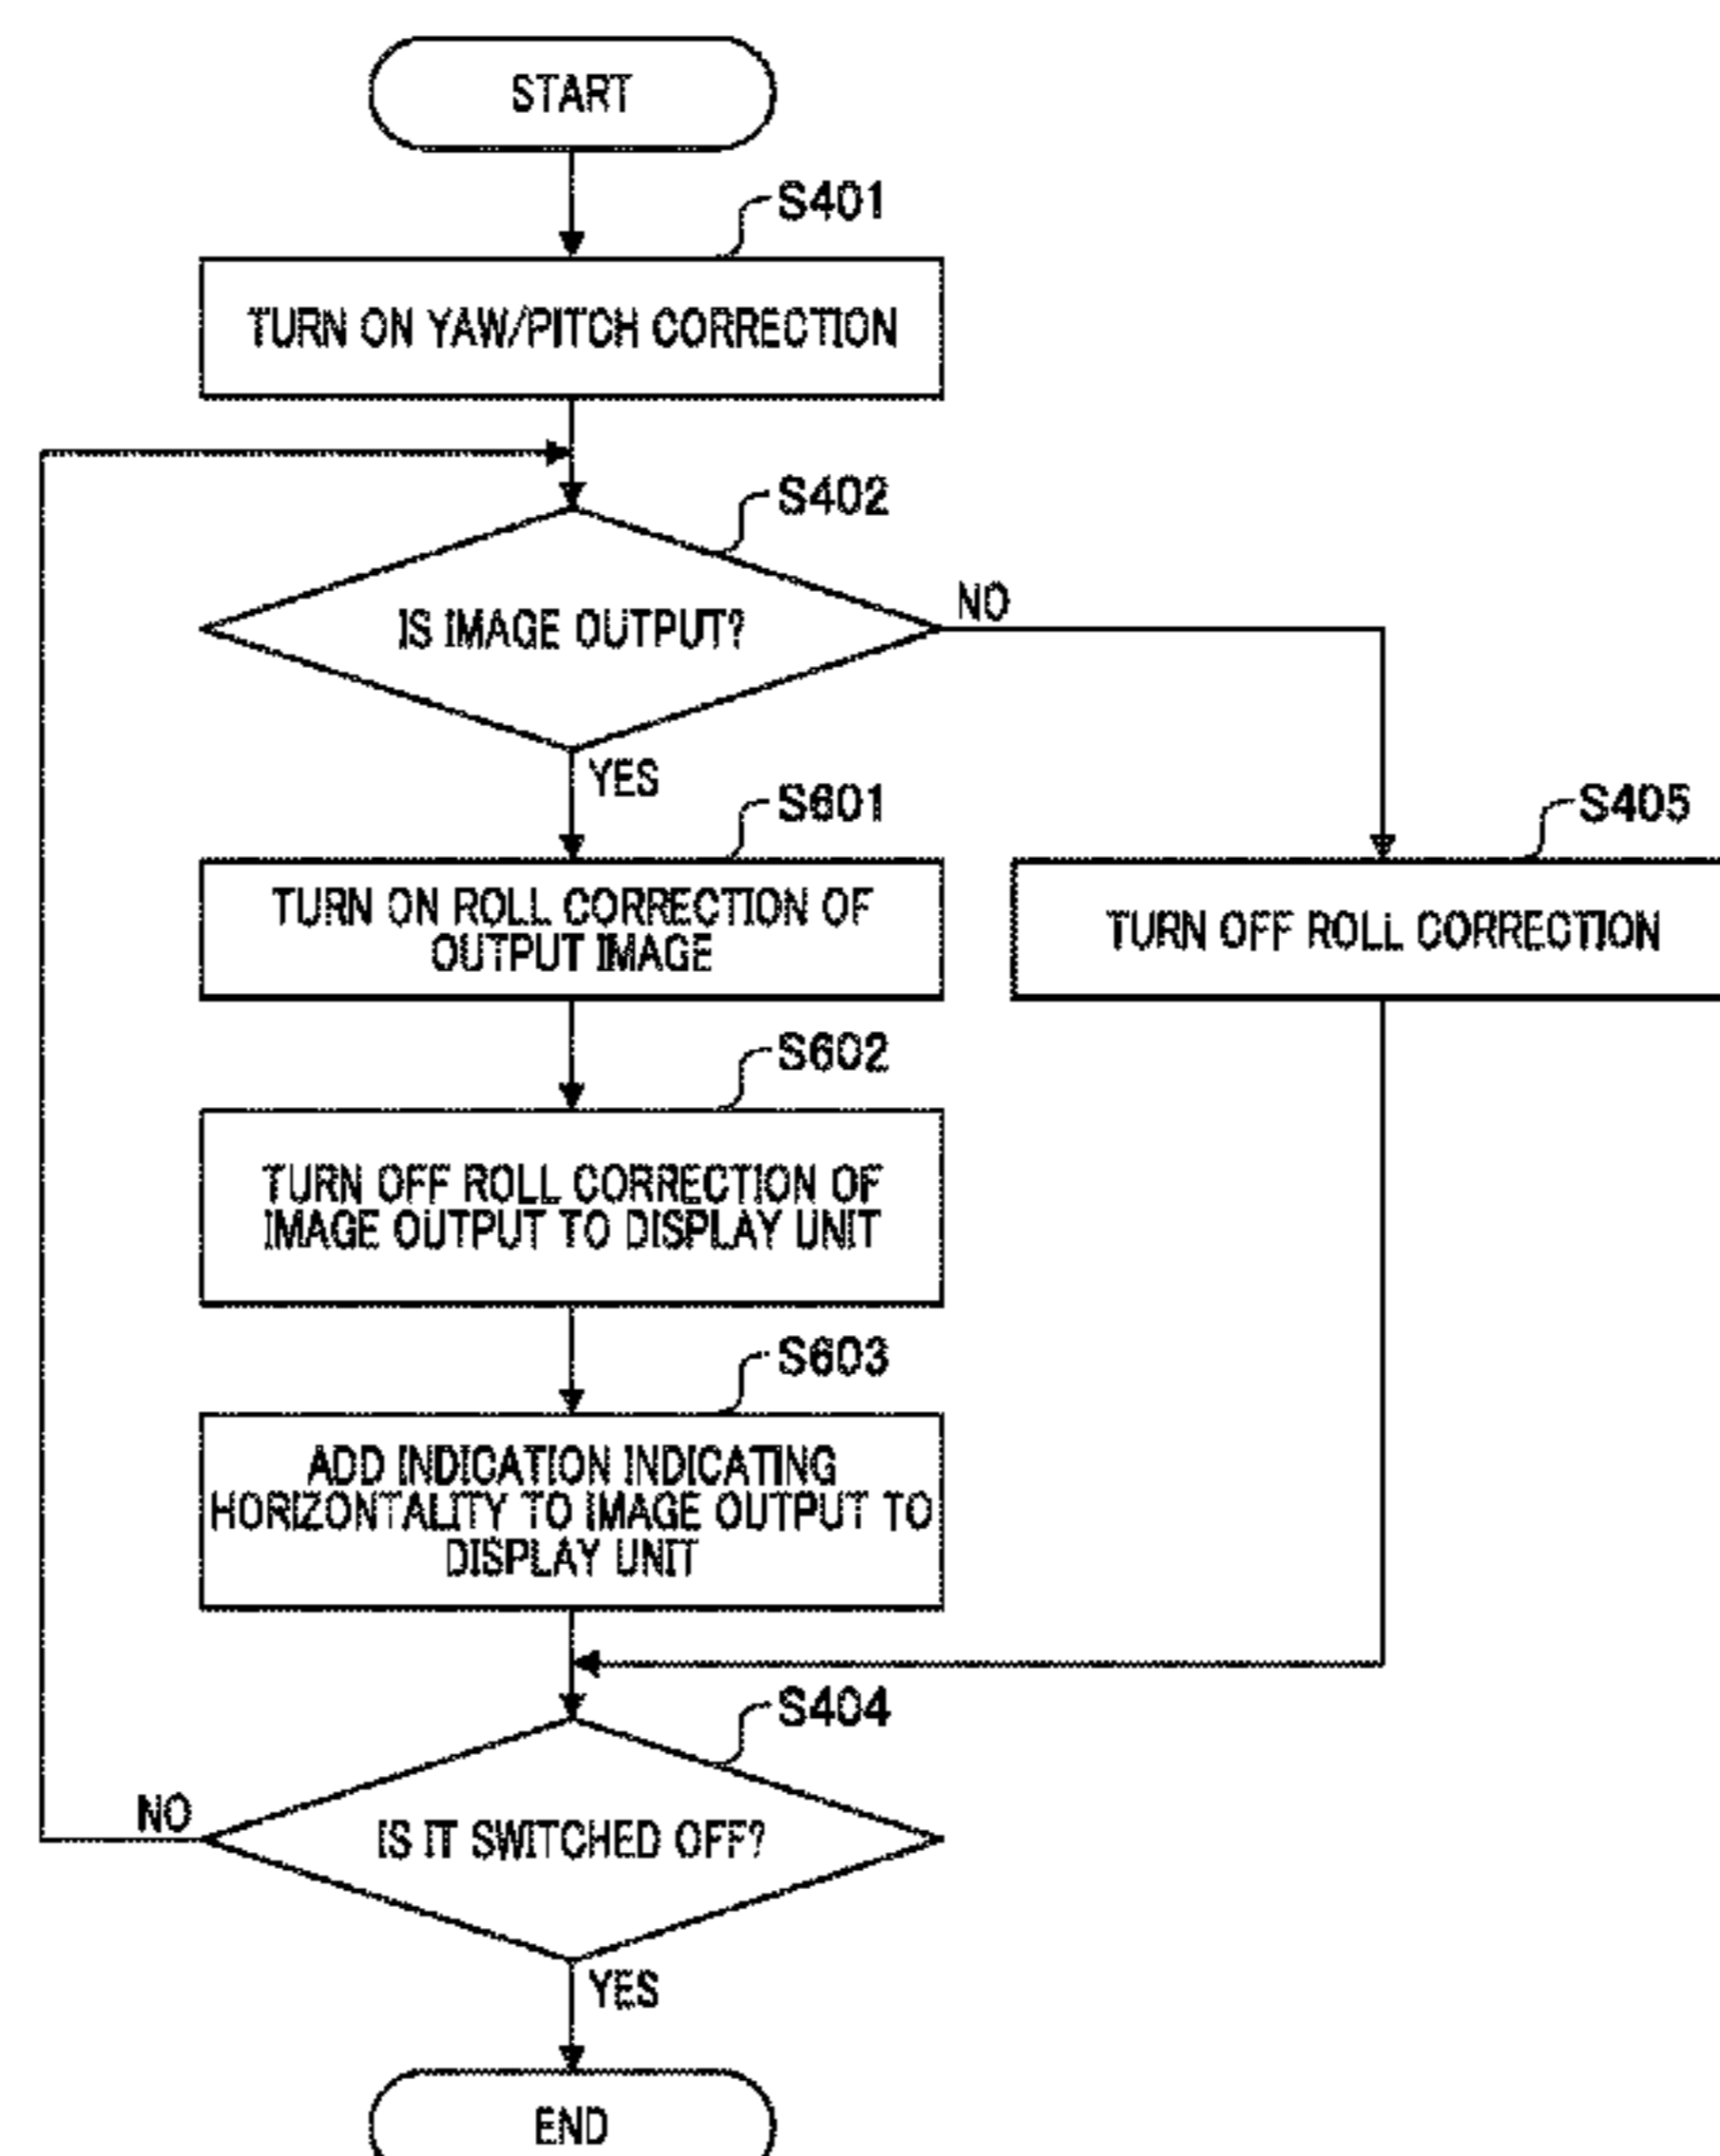 START
S401
TURN ON YAW/PITCH CORRECTION
S402
IS IMAGE OUTPUT?
NO
YES
S601
TURN ON ROLL CORRECTION OF
OUTPUT IMAGE
S405
TURN OFF ROLL CORRECTION
S602
TURN OFF ROLL CORRECTION OF
IMAGE OUTPUT TO DISPLAY UNIT
S603
ADD INDICATION INDICATING
HORIZONTALITY TO IMAGE OUTPUT TO
DISPLAY UNIT
S404
NO
IS IT SWITCHED OFF?
YES
END